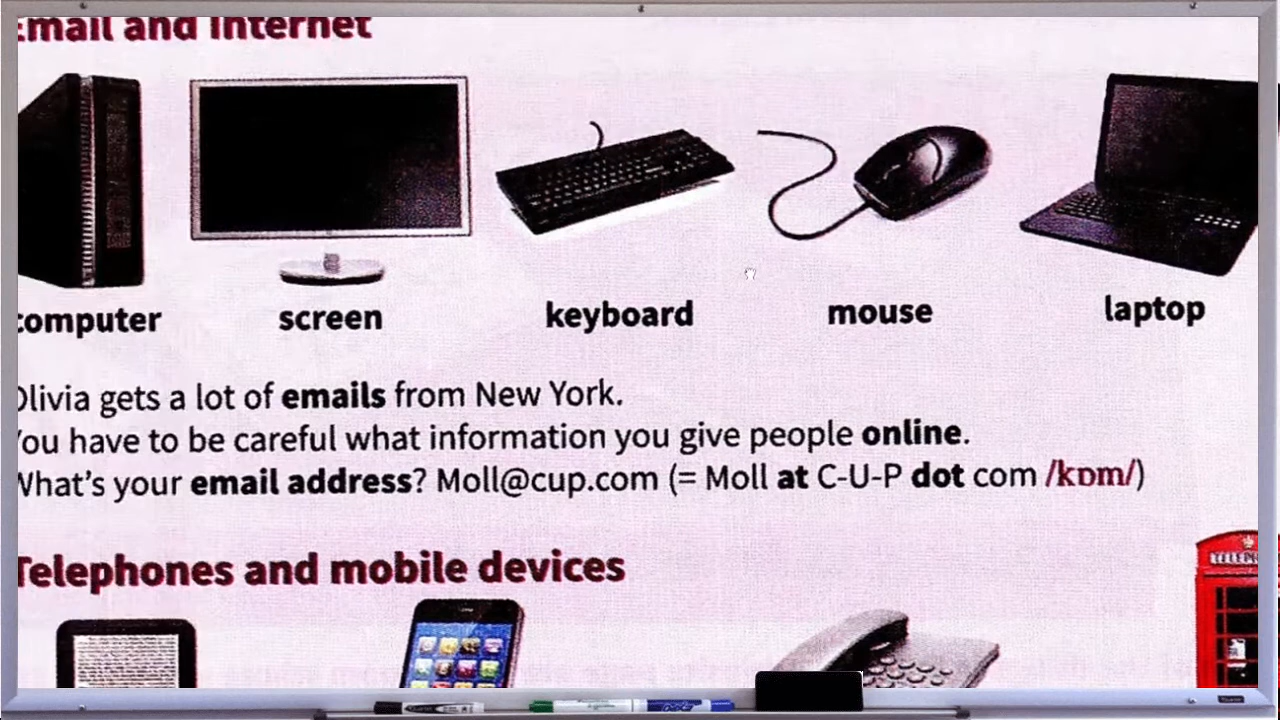 Email and Internet
computer screen keyboard mouse laptop
Olivia gets a lot of emails from New York.
You have to be careful what information you give people online.
What's your email address? Moll@cup.com (= Moll at C-U-P dot com /kɒm/)
Telephones and mobile devices